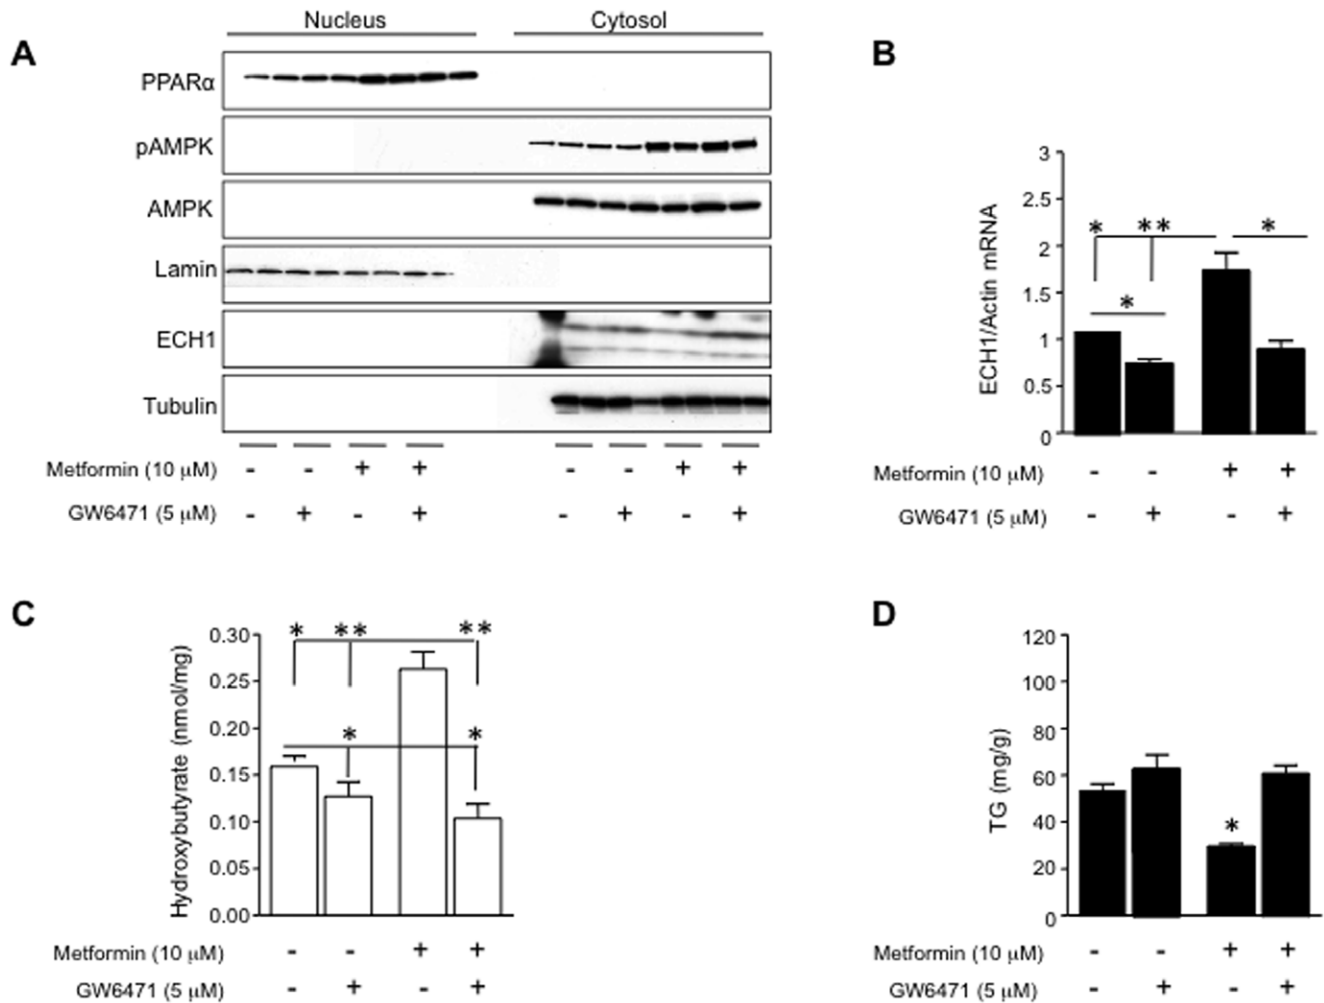 Nucleus Cytosol
A
PPARα
pAMPK
AMPK
Lamin
ECH1
Tubulin
Metformin (10 μM) - - + + - - + +
GW6471 (5 μM) - + - + - + - +
B
ECH1/Actin mRNA
3
2.5
2
1.5
1
0.5
0
* ** *
*
Metformin (10 μM) - - + +
GW6471 (5 μM) - + - +
C
Hydroxybutyrate (nmol/mg)
0.30
0.25
0.20
0.15
0.10
0.05
0.00
* ** **
* *
Metformin (10 μM) - - + +
GW6471 (5 μM) - + - +
D
TG (mg/g)
120
100
80
60
40
20
0
*
Metformin (10 μM) - - + +
GW6471 (5 μM) - + - +